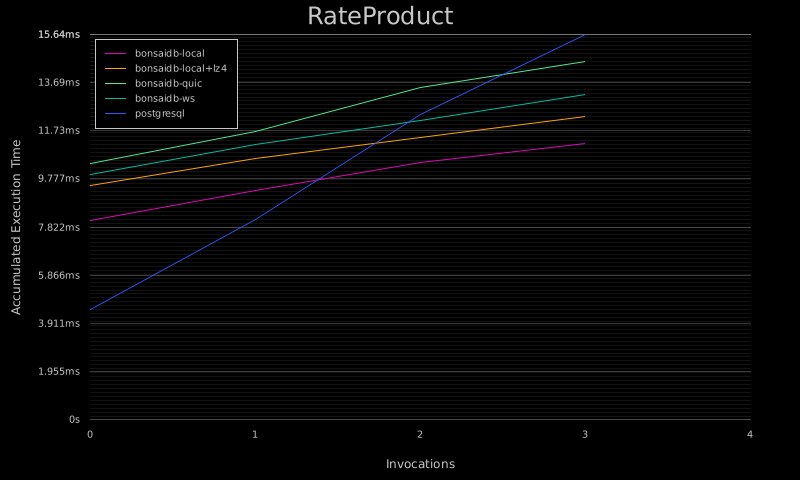 RateProduct
15.64ms
bonsaidb-local
bonsaidb-local+lz4
13.69ms
bonsaidb-quic
bonsaidb-ws
postgresql
11.73ms
9.777ms
7.822ms
5.866ms
3.911ms
1.955ms
0s
Accumulated Execution Time
0 1 2 3 4
Invocations